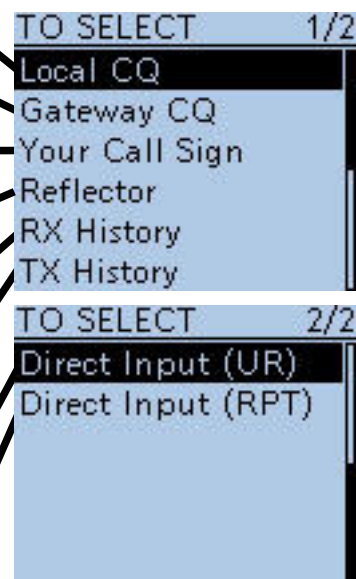 TO SELECT 1/2
Local CQ
Gateway CQ
Your Call Sign
Reflector
RX History
TX History
TO SELECT 2/2
Direct Input (UR)
Direct Input (RPT)